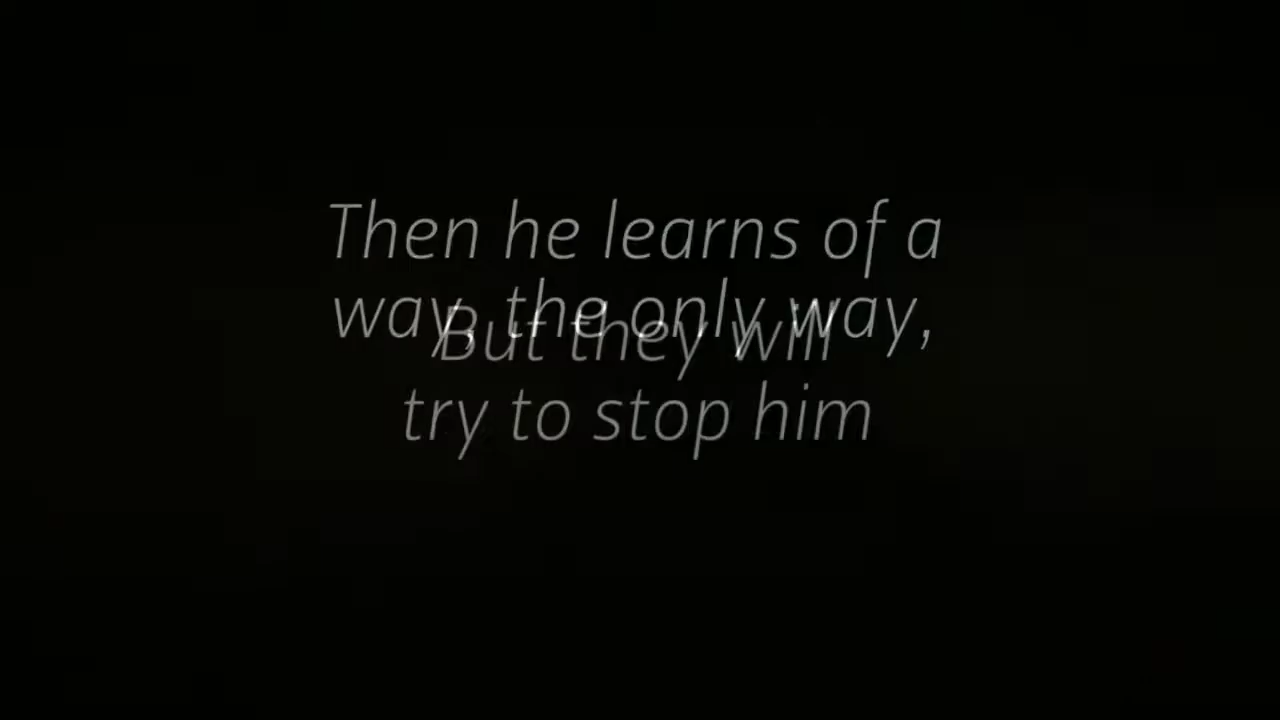 Then he learns of a
way, the only way,
But they will
try to stop him